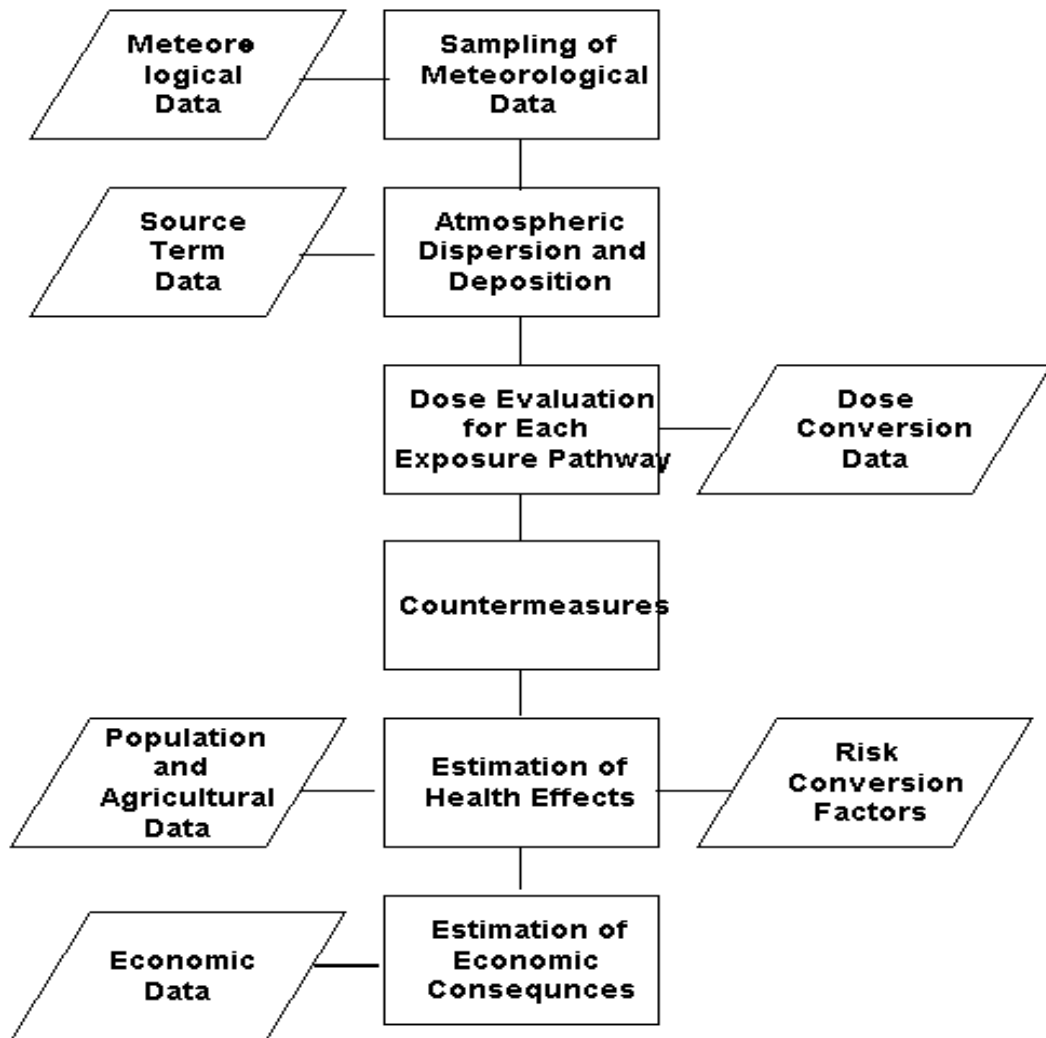 Meteoro
logical
Data
Sampling of
Meteorological
Data
Source
Term
Data
Atmospheric
Dispersion and
Deposition
Dose Evaluation
for Each
Exposure Pathway
Dose
Conversion
Data
Countermeasures
Population
and
Agricultural
Data
Estimation of
Health Effects
Risk
Conversion
Factors
Economic
Data
Estimation of
Economic
Consequnces